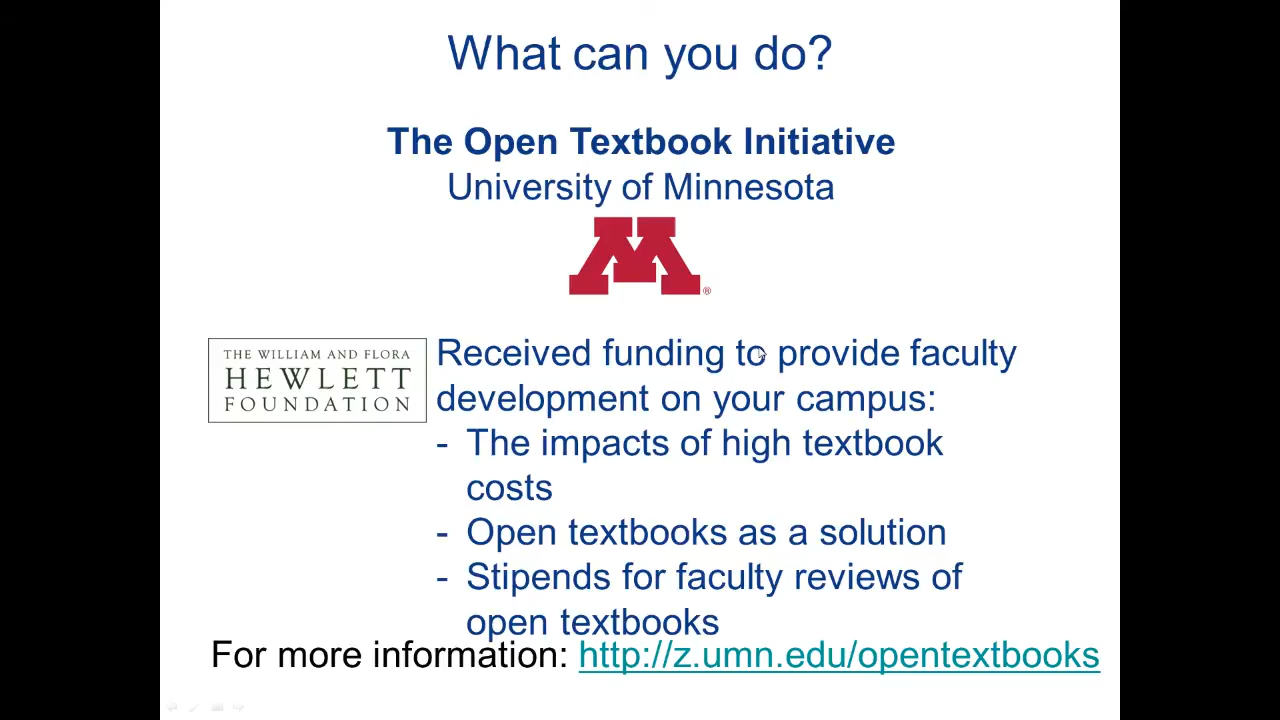 What can you do?
The Open Textbook Initiative
University of Minnesota
®
THE WILLIAM AND FLORA
HEWLETT
FOUNDATION
Received funding to provide faculty
development on your campus:
- The impacts of high textbook
costs
- Open textbooks as a solution
- Stipends for faculty reviews of
open textbooks
For more information: http://z.umn.edu/opentextbooks